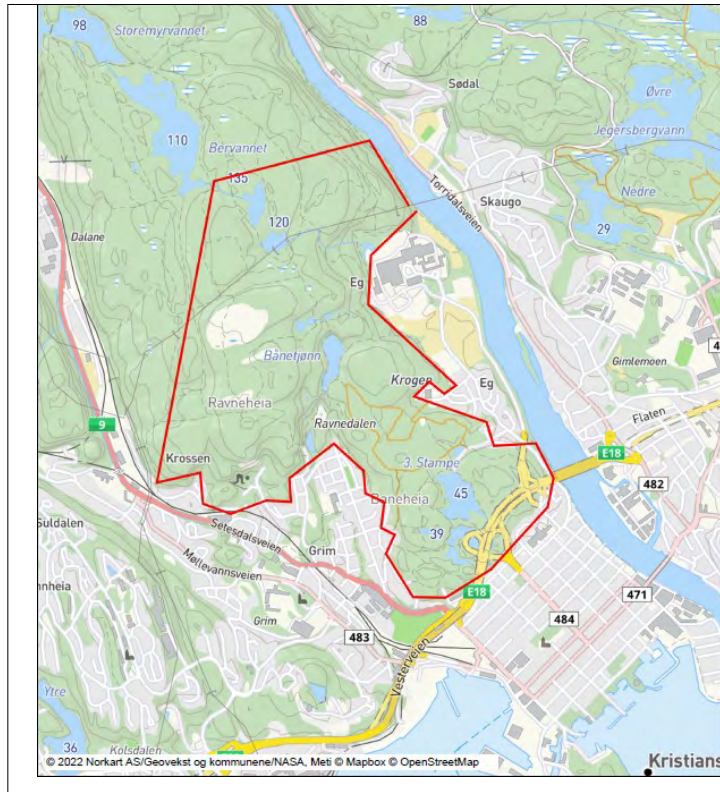 98
Storemyrvannet
88
Sødal
Øvre
110
Jegersbergvann
Bervannet
135
Torridalsveien
Nedre
Skaugo
120
29
Dalane
Eg
Gimlemoen
Bånetjønn
Krogen
Eg
Ravneheia
Flaten
9
Ravnedalen
E18
Krossen
3. Stampe
482
Baneheia
45
Suldalen
Setesdalsveien
39
Grim
Møllevannsveien
E18
471
Grim
484
483
Vesterveien
Ytre
36
Kolsdalen
© 2022 Norkart AS/Geovekst og kommunene/NASA, Meti © Mapbox © OpenStreetMap
Kristians